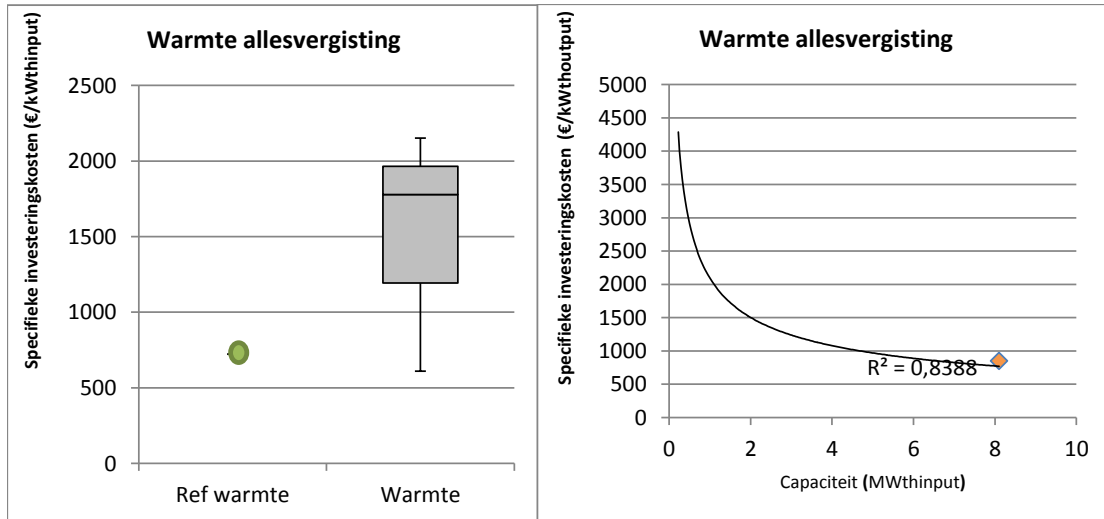 Warmte allesvergisting
Specifieke investeringskosten (€/kWthinput)
2500
2000
1500
1000
500
0
Ref warmte
Warmte
Warmte allesvergisting
Specifieke investeringskosten (€/kWthoutput)
5000
4500
4000
3500
3000
2500
2000
1500
1000
500
0
R² = 0,8388
0 2 4 6 8 10
Capaciteit (MWthinput)